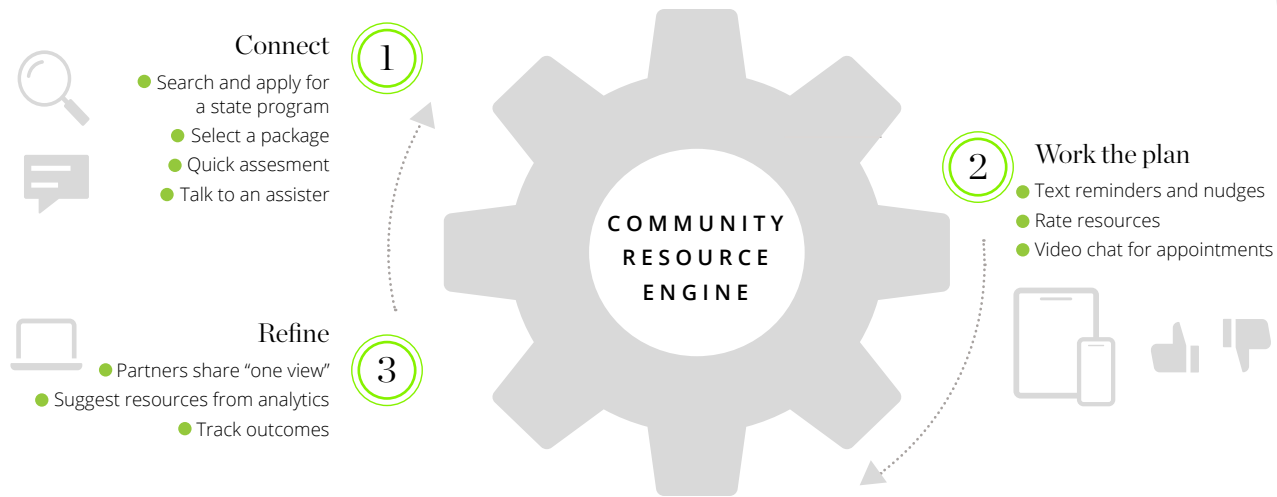 Connect
1
Search and apply for
a state program
Select a package
Quick assesment
Talk to an assister
COMMUNITY
RESOURCE
ENGINE
2
Work the plan
Text reminders and nudges
Rate resources
Video chat for appointments
Refine
3
Partners share “one view”
Suggest resources from analytics
Track outcomes